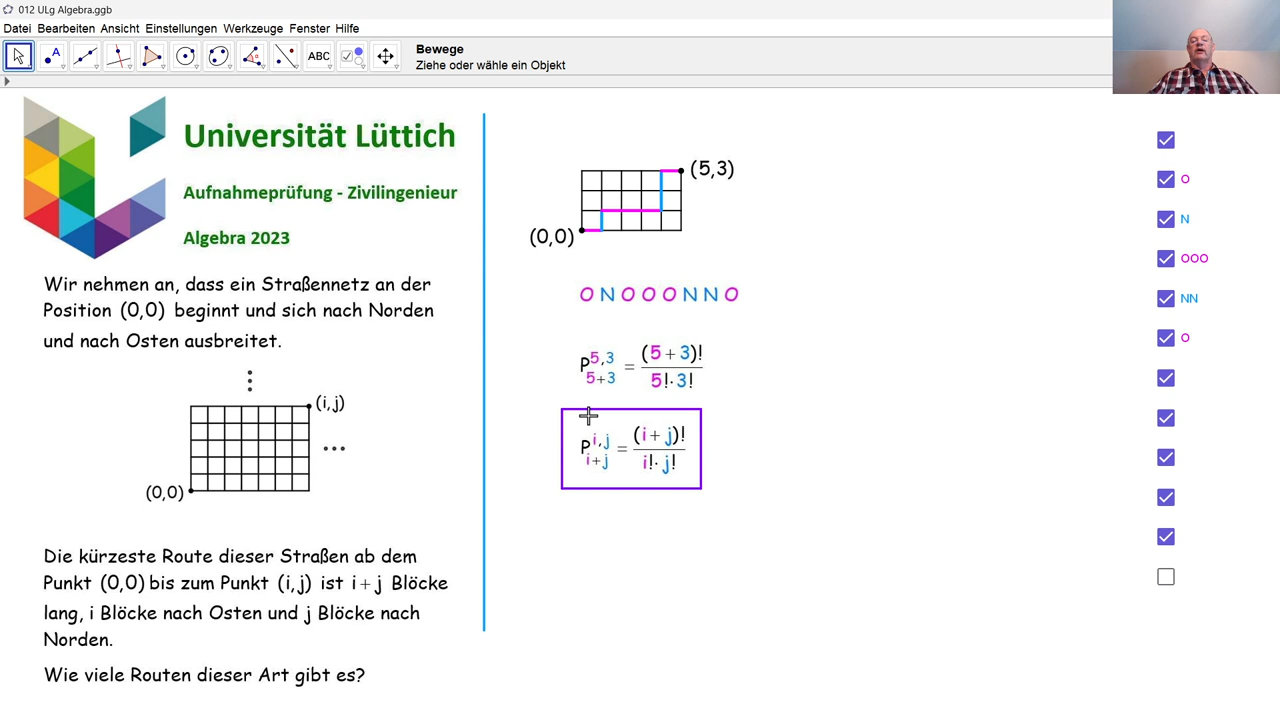 012 ULg Algebra.ggb
Datei Bearbeiten Ansicht Einstellungen Werkzeuge Fenster Hilfe
A
ABC
Bewege
Ziehe oder wähle ein Objekt
Universität Lüttich
Aufnahmeprüfung - Zivilingenieur
Algebra 2023
Wir nehmen an, dass ein Straßennetz an der
Position (0,0) beginnt und sich nach Norden
und nach Osten ausbreitet.
(i,j)
(0,0)
Die kürzeste Route dieser Straßen ab dem
Punkt (0,0) bis zum Punkt (i,j) ist i+j Blöcke
lang, i Blöcke nach Osten und j Blöcke nach
Norden.
Wie viele Routen dieser Art gibt es?
(5,3)
(0,0)
O N O O O N N O
P_{5+3}^{5,3} = (5+3)! / 5!·3!
P_{i+j}^{i,j} = (i+j)! / i!·j!
O
N
OOO
NN
O